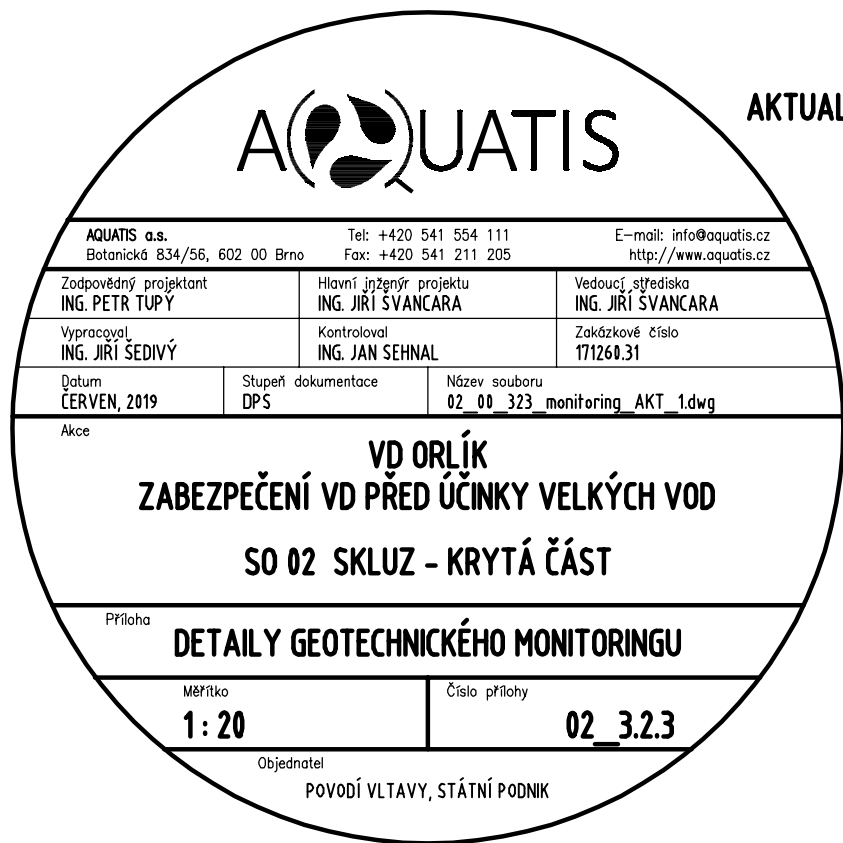 AQUATIS
AKTUAL
AQUATIS a.s. Tel: +420 541 554 111 E-mail: info@aquatis.cz
Botanická 834/56, 602 00 Brno Fax: +420 541 211 205 http://www.aquatis.cz
Zodpovědný projektant Hlavní inženýr projektu Vedoucí střediska
ING. PETR TUPÝ ING. JIŘÍ ŠVANCARA ING. JIŘÍ ŠVANCARA
Vypracoval Kontroloval Zakázkové číslo
ING. JIŘÍ ŠEDIVÝ ING. JAN SEHNAL 171260.31
Datum Stupeň dokumentace Název souboru
ČERVEN, 2019 DPS 02_00_323_monitoring_AKT_1.dwg
Akce
VD ORLÍK
ZABEZPEČENÍ VD PŘED ÚČINKY VELKÝCH VOD
SO 02 SKLUZ - KRYTÁ ČÁST
Příloha
DETAILY GEOTECHNICKÉHO MONITORINGU
Měřítko Číslo přílohy
1 : 20 02_3.2.3
Objednatel
POVODÍ VLTAVY, STÁTNÍ PODNIK